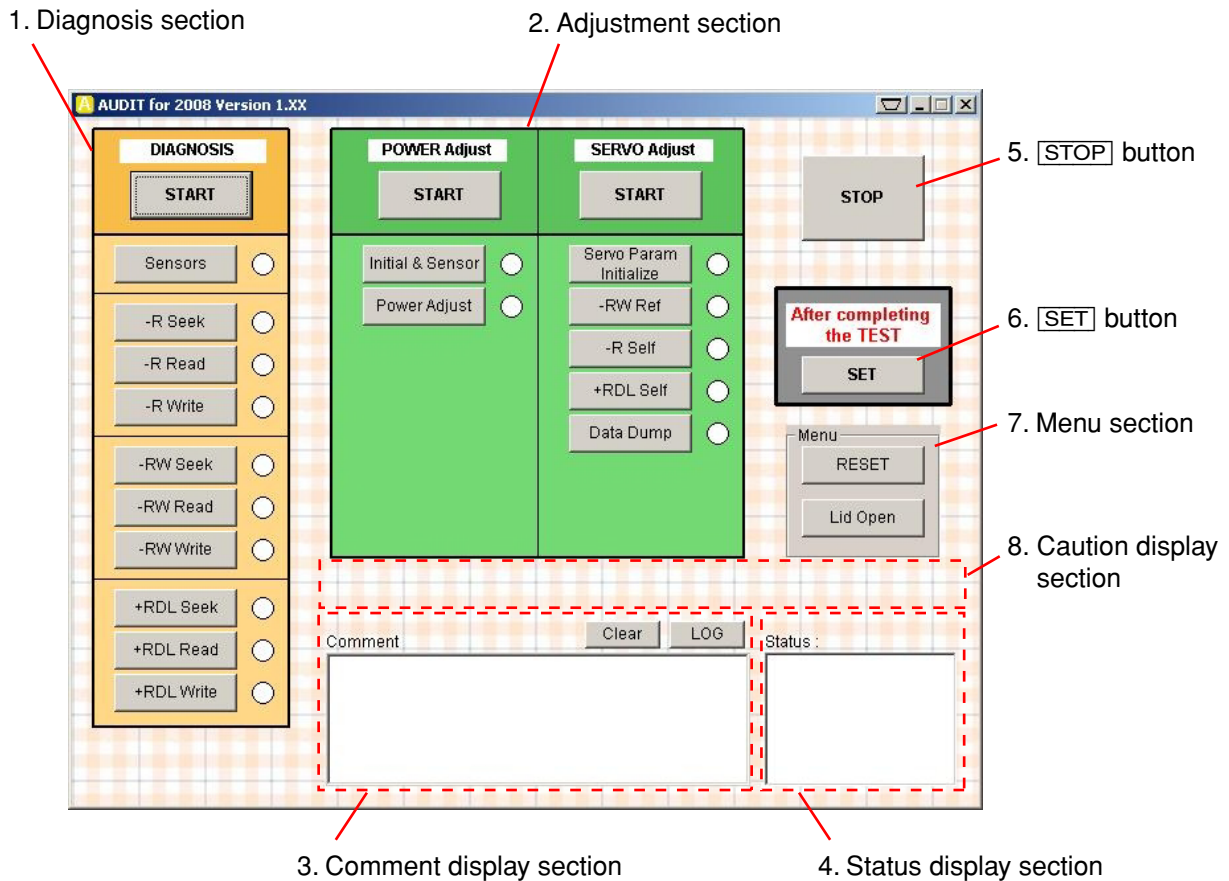 1. Diagnosis section
2. Adjustment section
AUDIT for 2008 Version 1.XX
DIAGNOSIS
START
Sensors
-R Seek
-R Read
-R Write
-RW Seek
-RW Read
-RW Write
+RDL Seek
+RDL Read
+RDL Write
POWER Adjust
START
Initial & Sensor
Power Adjust
SERVO Adjust
START
Servo Param
Initialize
-RW Ref
-R Self
+RDL Self
Data Dump
STOP
After completing
the TEST
SET
Menu
RESET
Lid Open
Comment
Clear
LOG
Status :
5. STOP button
6. SET button
7. Menu section
8. Caution display
section
3. Comment display section
4. Status display section